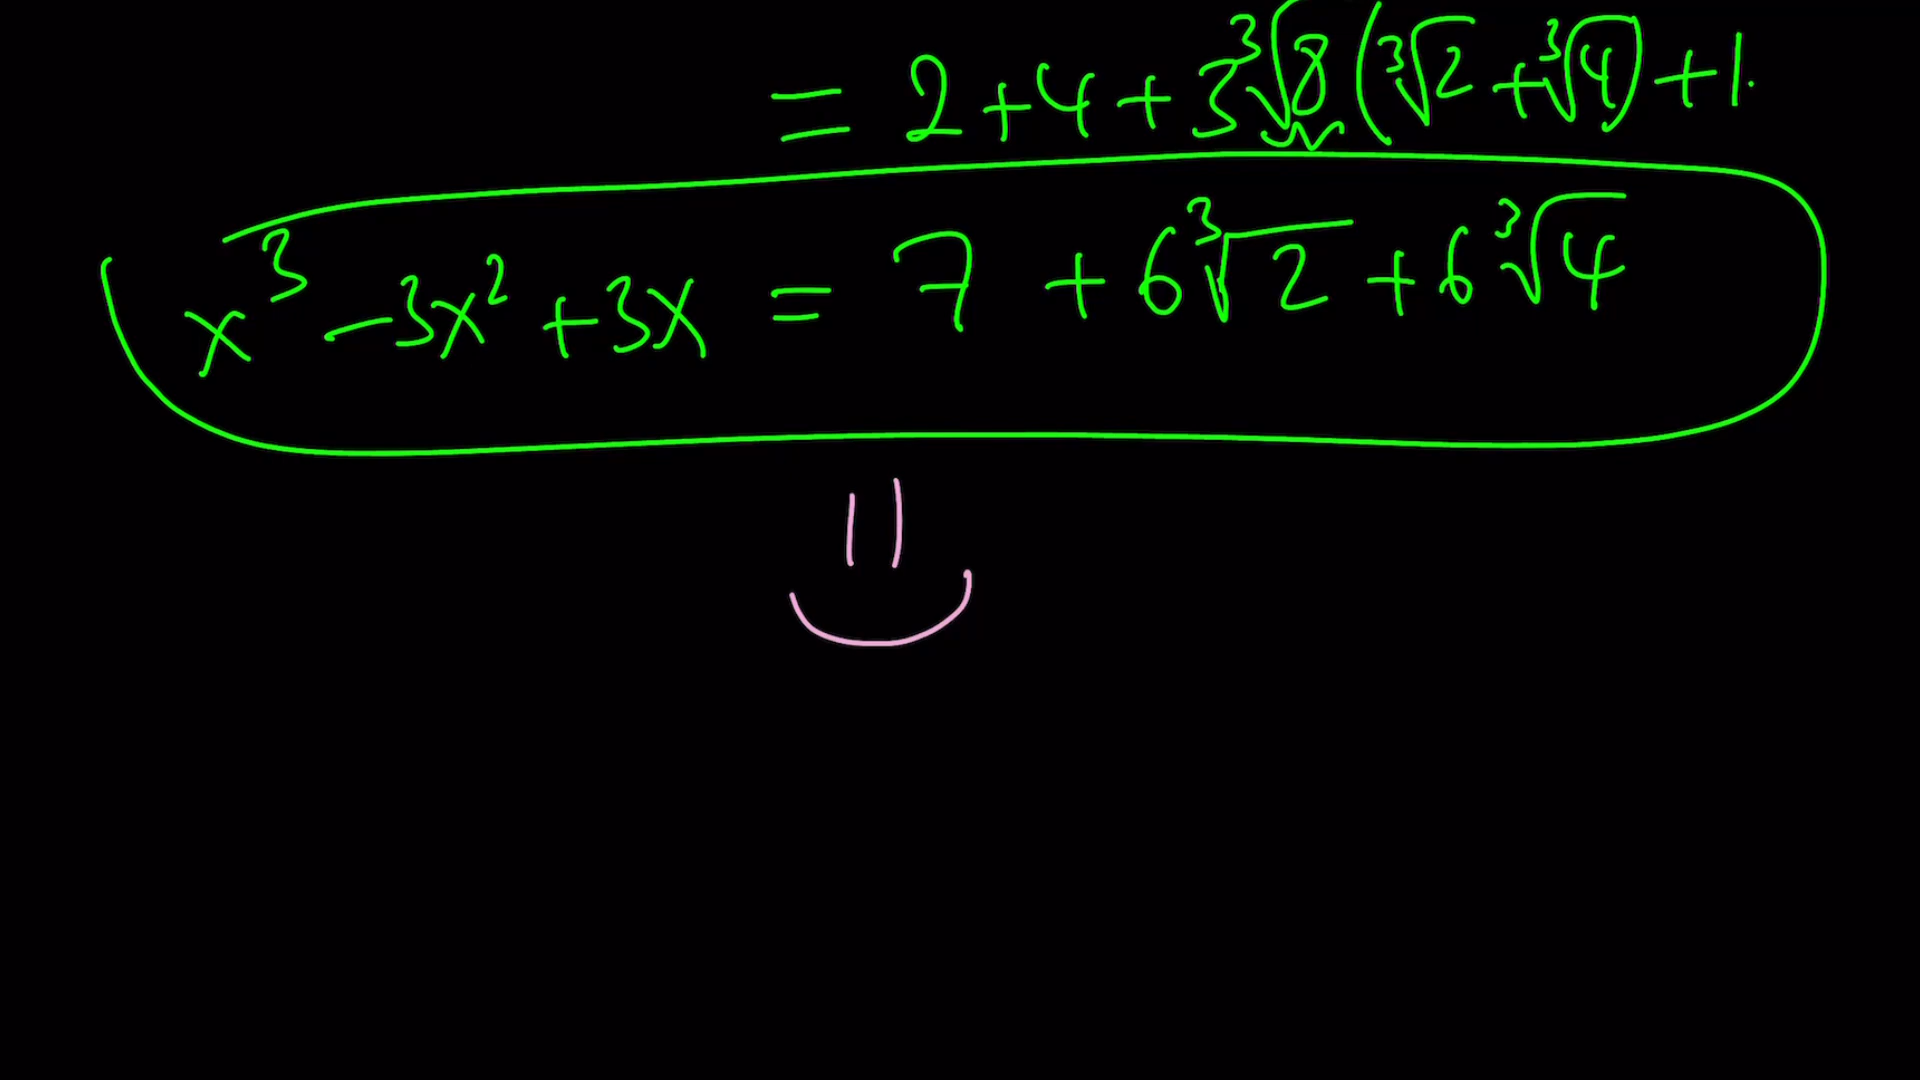 = 2 + 4 + 3∛8 (∛2 + ∛4) + 1.
x³ - 3x² + 3x = 7 + 6∛2 + 6∛4